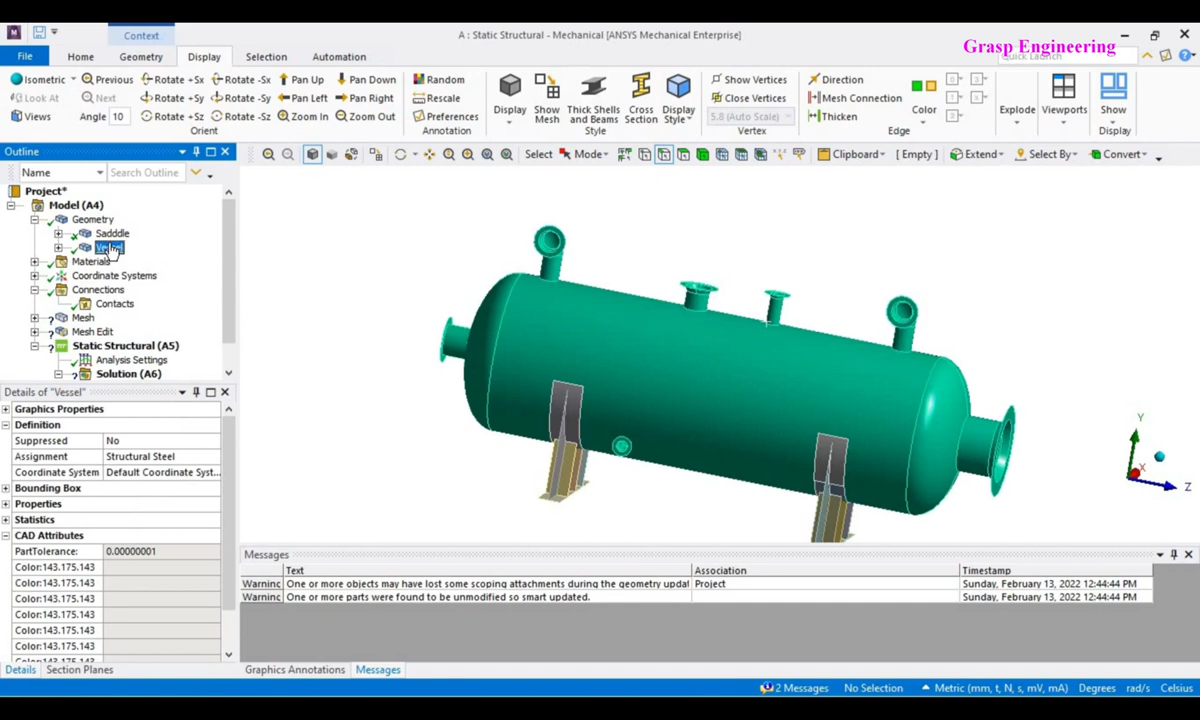 Context
A : Static Structural - Mechanical [ANSYS Mechanical Enterprise]
Grasp Engineering
File Home Geometry Display Selection Automation
Quick Launch
Isometric Previous Rotate +Sx Rotate -Sx Pan Up Pan Down
Look At Next Rotate +Sy Rotate -Sy Pan Left Pan Right
Views Angle 10 Rotate +Sz Rotate -Sz Zoom In Zoom Out
Orient
Random
Rescale
Preferences
Annotation
Display
Show Mesh
Thick Shells and Beams
Cross Section
Display Style
Style
Show Vertices
Close Vertices
5.8 (Auto Scale)
Vertex
Direction
Mesh Connection
Thicken
Color
Edge
Explode
Viewports
Show
Display
Outline
Name Search Outline
Select Mode Clipboard [ Empty ] Extend Select By Convert
Project*
Model (A4)
Geometry
Sadddle
Vessel
Materials
Coordinate Systems
Connections
Contacts
Mesh
Mesh Edit
Static Structural (A5)
Analysis Settings
Solution (A6)
Details of "Vessel"
Graphics Properties
Definition
Suppressed No
Assignment Structural Steel
Coordinate System Default Coordinate Syst...
Bounding Box
Properties
Statistics
CAD Attributes
PartTolerance: 0.00000001
Color:143.175.143
Color:143.175.143
Color:143.175.143
Color:143.175.143
Color:143.175.143
Color:143.175.143
Color:143.175.143
Details Section Planes
Y
X
Z
Messages
Text Association Timestamp
Warninc One or more objects may have lost some scoping attachments during the geometry updat Project Sunday, February 13, 2022 12:44:44 PM
Warninc One or more parts were found to be unmodified so smart updated. Sunday, February 13, 2022 12:44:44 PM
Graphics Annotations Messages
2 Messages No Selection Metric (mm, t, N, s, mV, mA) Degrees rad/s Celsius